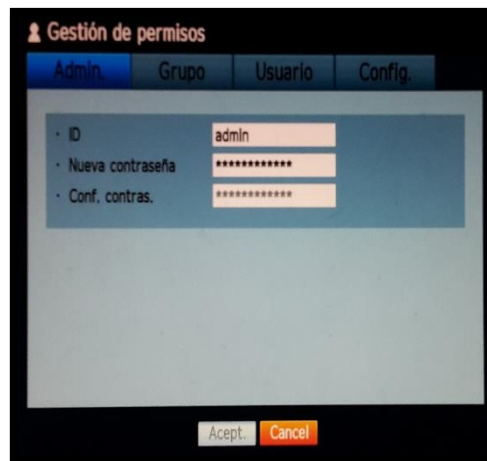 Gestión de permisos
Admin. Grupo Usuario Config.
· ID admin
· Nueva contraseña ************
· Conf. contras. ************
Acept. Cancel